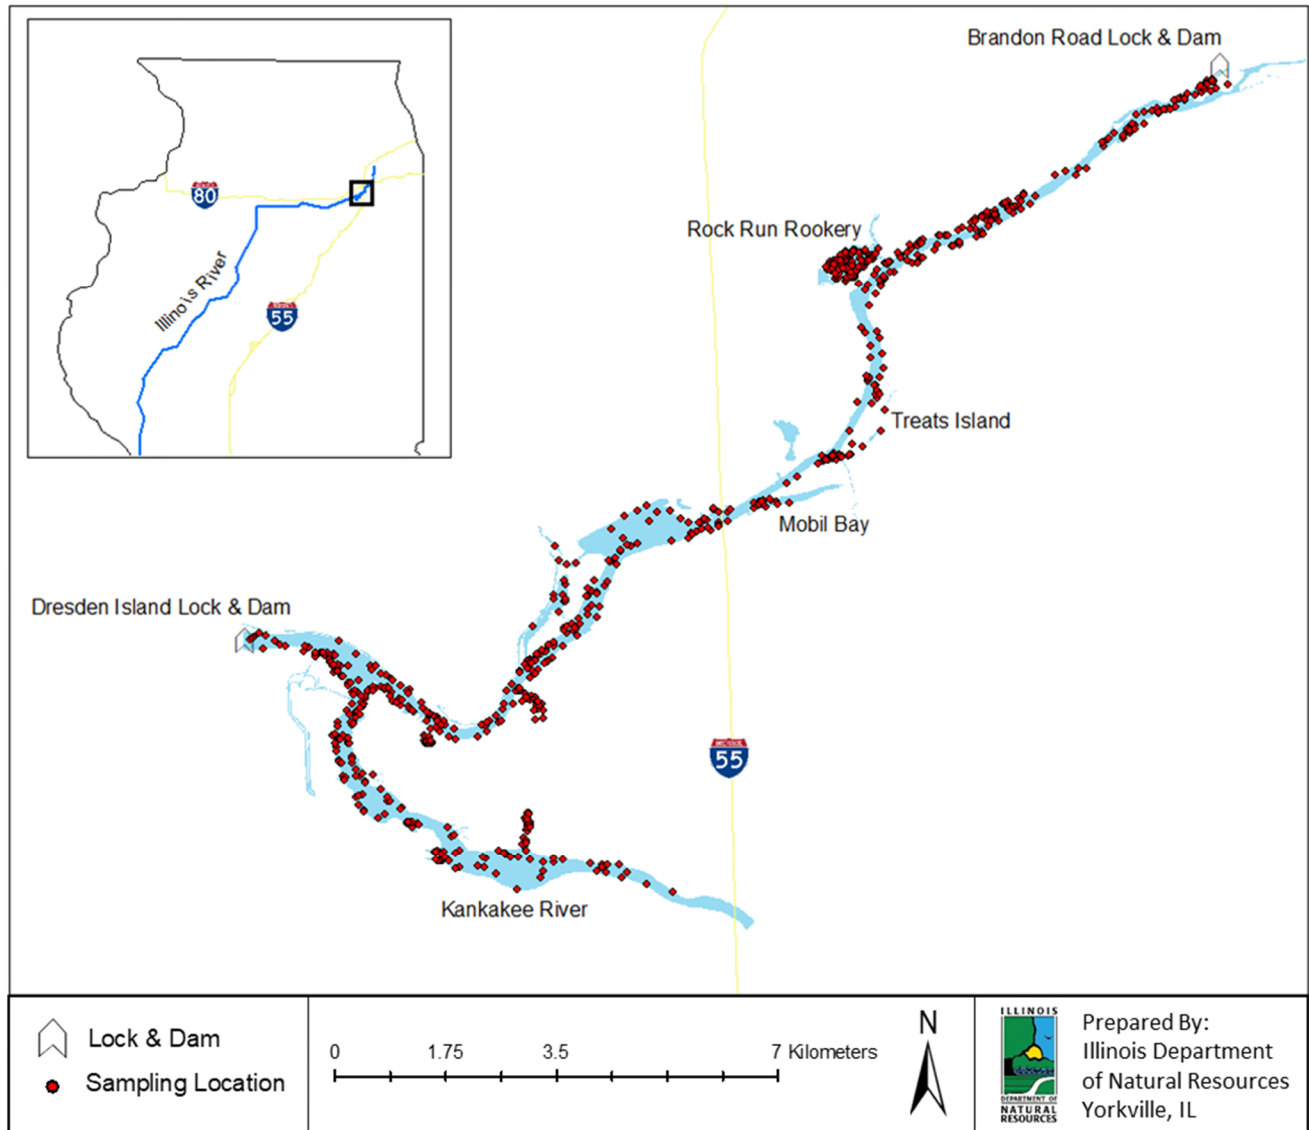 Brandon Road Lock & Dam
80
Rock Run Rookery
Illinois River
55
Treats Island
Mobil Bay
Dresden Island Lock & Dam
55
Kankakee River
Lock & Dam
Sampling Location
0 1.75 3.5 7 Kilometers
N
ILLINOIS
DEPARTMENT OF
NATURAL
RESOURCES
Prepared By:
Illinois Department
of Natural Resources
Yorkville, IL